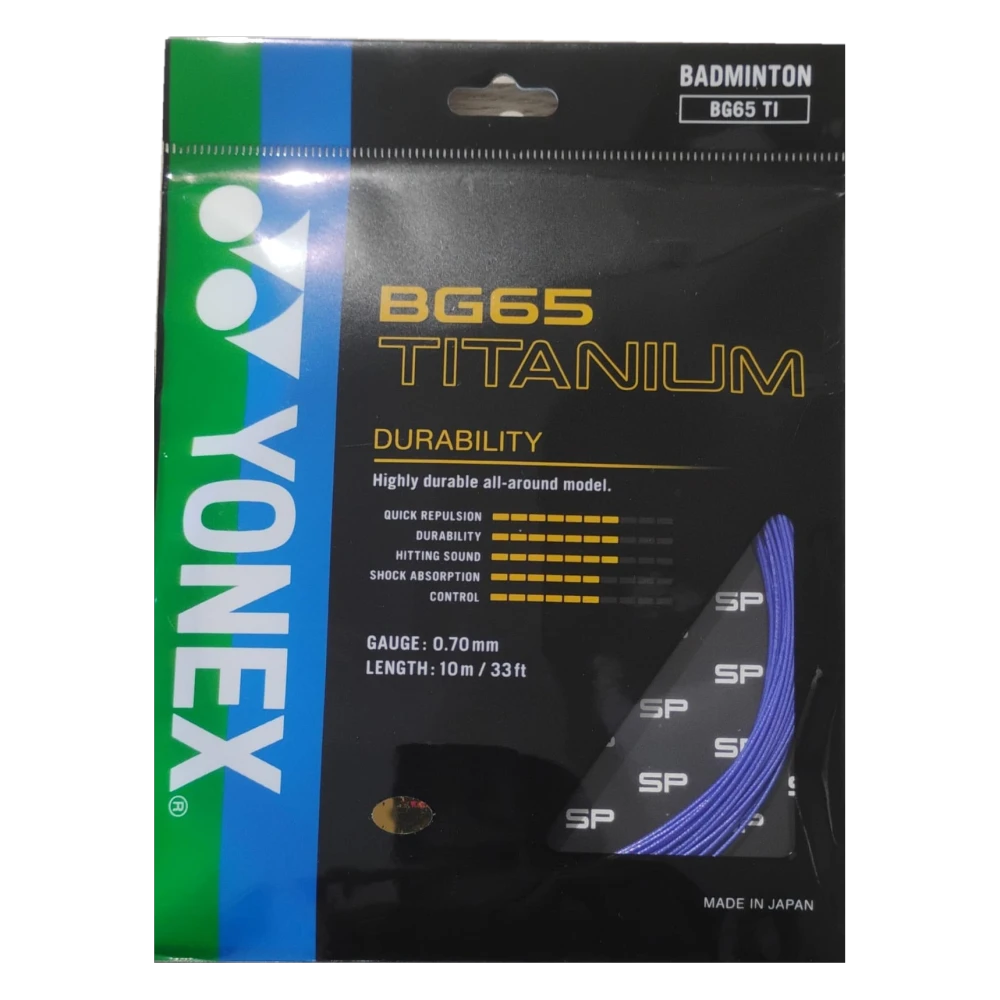 BADMINTON
BG65 TI
YONEX®
BG65
TITANIUM
DURABILITY
Highly durable all-around model.
QUICK REPULSION
DURABILITY
HITTING SOUND
SHOCK ABSORPTION
CONTROL
GAUGE: 0.70mm
LENGTH: 10m / 33ft
SP
SP
SP
SP
SP
MADE IN JAPAN